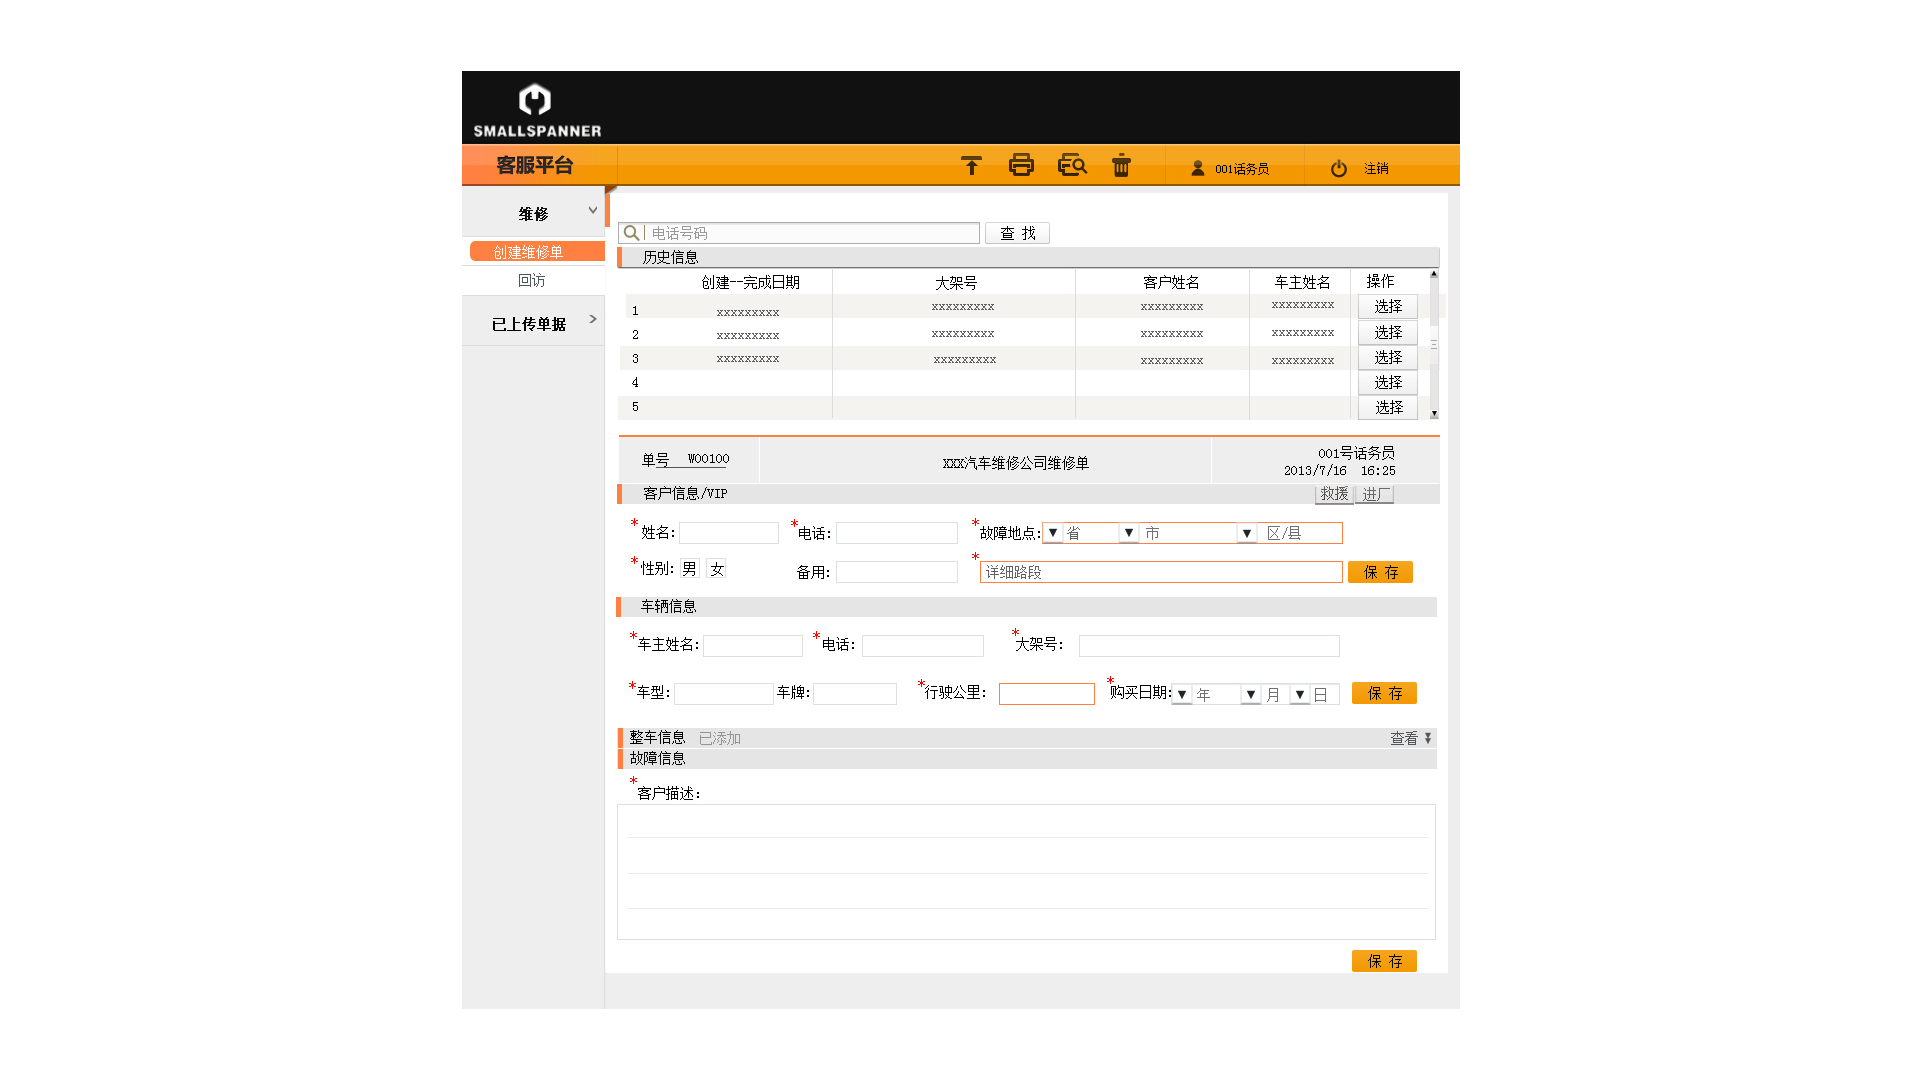 SMALLSPANNER
客服平台
001话务员
注销
维修
创建维修单
回访
已上传单据
电话号码
查 找
历史信息
创建--完成日期 大架号 客户姓名 车主姓名 操作
1 xxxxxxxxx xxxxxxxxx xxxxxxxxx xxxxxxxxx 选择
2 xxxxxxxxx xxxxxxxxx xxxxxxxxx xxxxxxxxx 选择
3 xxxxxxxxx xxxxxxxxx xxxxxxxxx xxxxxxxxx 选择
4 选择
5 选择
单号 W00100
XXX汽车维修公司维修单
001号话务员
2013/7/16 16:25
客户信息/VIP 救援 进厂
*姓名: *电话: *故障地点: ▼ 省 ▼ 市 ▼ 区/县
*性别: 男 女 备用: * 详细路段 保 存
车辆信息
*车主姓名: *电话: *大架号:
*车型: 车牌: *行驶公里: *购买日期: ▼ 年 ▼ 月 ▼ 日 保 存
整车信息 已添加 查看
故障信息
*客户描述:
保 存